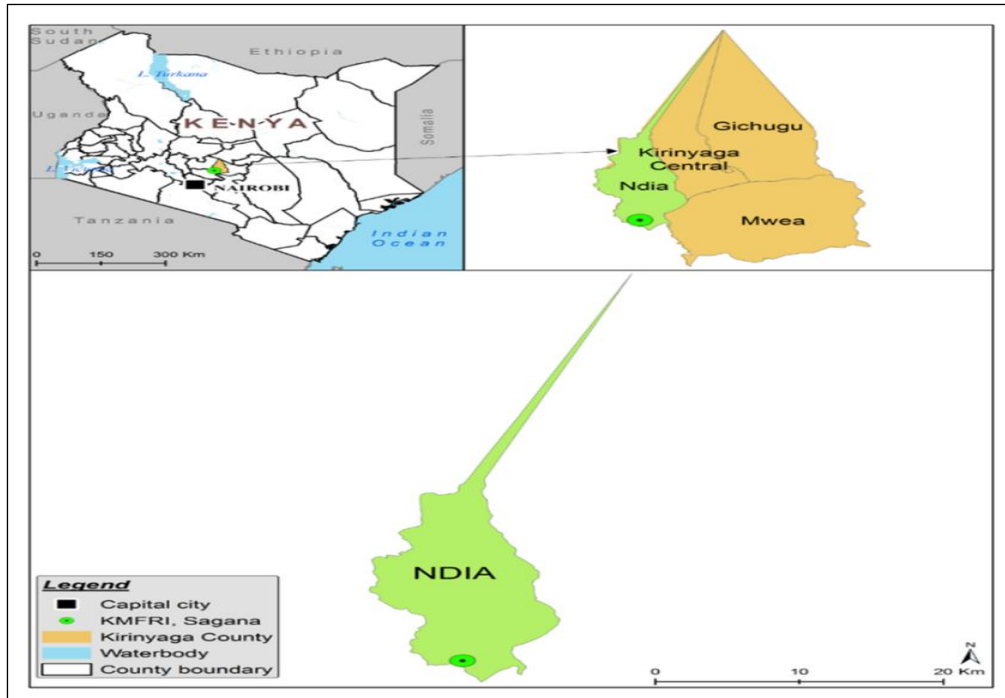 South
Sudan
Ethiopia
L. Turkana
Uganda
KENYA
Somalia
NAIROBI
Tanzania
Indian
Ocean
0 150 300 Km
Gichugu
Kirinyaga
Central
Ndia
Mwea
NDIA
Legend
Capital city
KMFRI, Sagana
Kirinyaga County
Waterbody
County boundary
N
0 10 20 Km